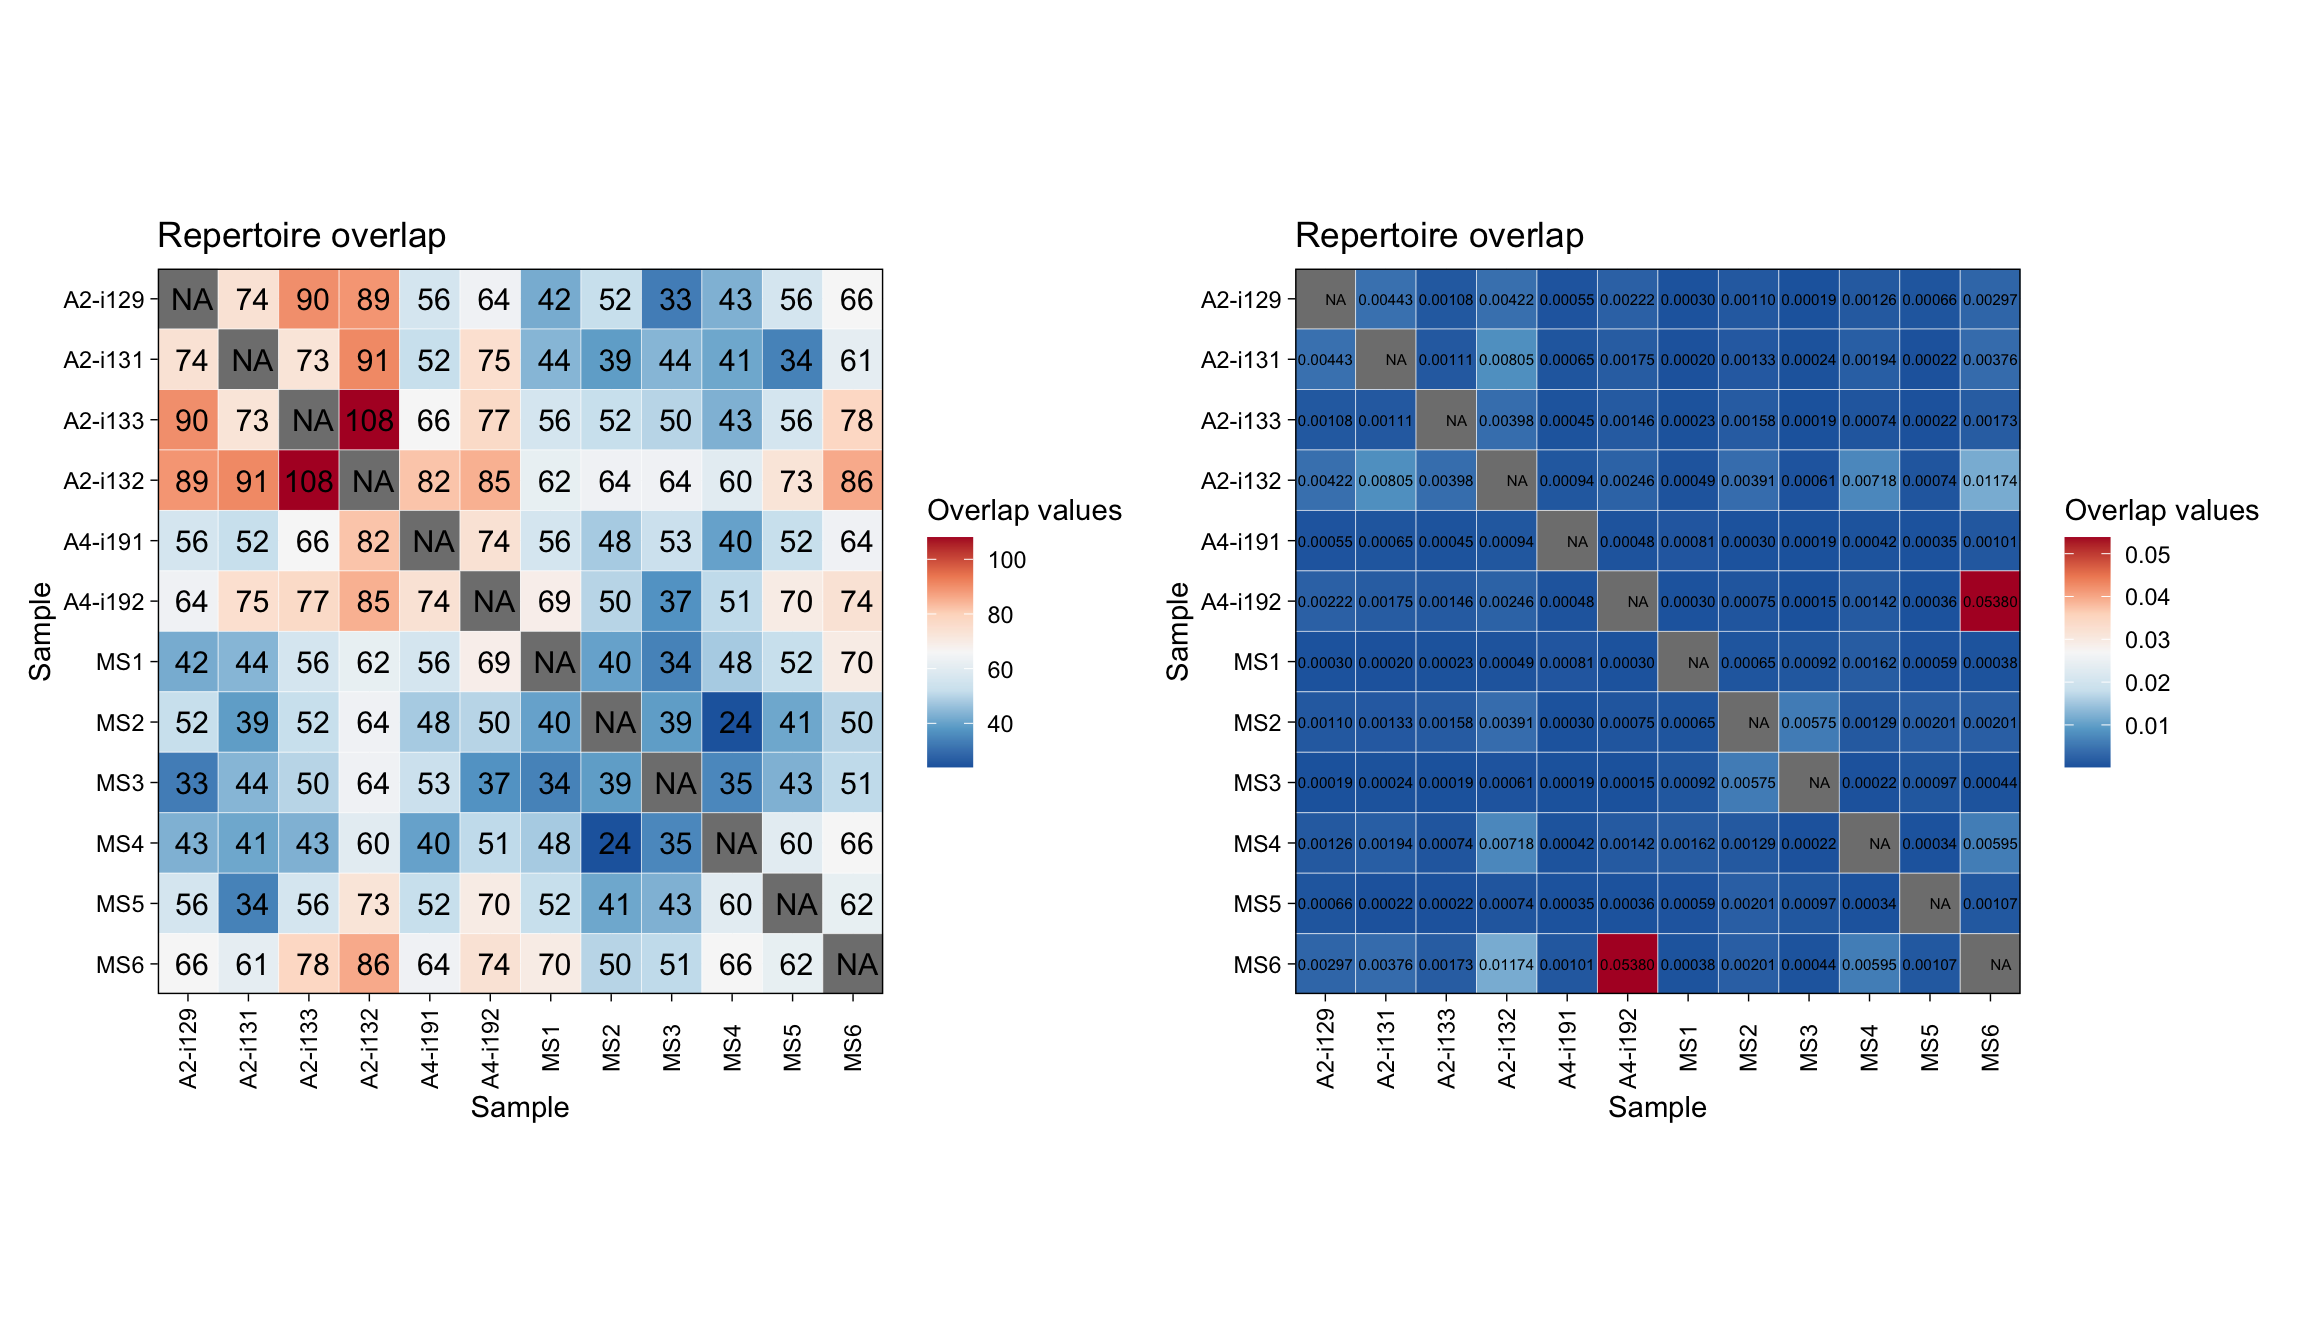 Repertoire overlap
A2-i129 NA 74 90 89 56 64 42 52 33 43 56 66
A2-i131 74 NA 73 91 52 75 44 39 44 41 34 61
A2-i133 90 73 NA 108 66 77 56 52 50 43 56 78
A2-i132 89 91 108 NA 82 85 62 64 64 60 73 86
A4-i191 56 52 66 82 NA 74 56 48 53 40 52 64
A4-i192 64 75 77 85 74 NA 69 50 37 51 70 74
MS1 42 44 56 62 56 69 NA 40 34 48 52 70
MS2 52 39 52 64 48 50 40 NA 39 24 41 50
MS3 33 44 50 64 53 37 34 39 NA 35 43 51
MS4 43 41 43 60 40 51 48 24 35 NA 60 66
MS5 56 34 56 73 52 70 52 41 43 60 NA 62
MS6 66 61 78 86 64 74 70 50 51 66 62 NA
A2-i129 A2-i131 A2-i133 A2-i132 A4-i191 A4-i192 MS1 MS2 MS3 MS4 MS5 MS6
Sample
Sample
Overlap values
100
80
60
40
Repertoire overlap
A2-i129 NA 0.00443 0.00108 0.00422 0.00055 0.00222 0.00030 0.00110 0.00019 0.00126 0.00066 0.00297
A2-i131 0.00443 NA 0.00111 0.00805 0.00065 0.00175 0.00020 0.00133 0.00024 0.00194 0.00022 0.00376
A2-i133 0.00108 0.00111 NA 0.00398 0.00045 0.00146 0.00023 0.00158 0.00019 0.00074 0.00022 0.00173
A2-i132 0.00422 0.00805 0.00398 NA 0.00094 0.00246 0.00049 0.00391 0.00061 0.00718 0.00074 0.01174
A4-i191 0.00055 0.00065 0.00045 0.00094 NA 0.00048 0.00081 0.00030 0.00019 0.00042 0.00035 0.00101
A4-i192 0.00222 0.00175 0.00146 0.00246 0.00048 NA 0.00030 0.00075 0.00015 0.00142 0.00036 0.05380
MS1 0.00030 0.00020 0.00023 0.00049 0.00081 0.00030 NA 0.00065 0.00092 0.00162 0.00059 0.00038
MS2 0.00110 0.00133 0.00158 0.00391 0.00030 0.00075 0.00065 NA 0.00575 0.00129 0.00201 0.00201
MS3 0.00019 0.00024 0.00019 0.00061 0.00019 0.00015 0.00092 0.00575 NA 0.00022 0.00097 0.00044
MS4 0.00126 0.00194 0.00074 0.00718 0.00042 0.00142 0.00162 0.00129 0.00022 NA 0.00034 0.00595
MS5 0.00066 0.00022 0.00022 0.00074 0.00035 0.00036 0.00059 0.00201 0.00097 0.00034 NA 0.00107
MS6 0.00297 0.00376 0.00173 0.01174 0.00101 0.05380 0.00038 0.00201 0.00044 0.00595 0.00107 NA
A2-i129 A2-i131 A2-i133 A2-i132 A4-i191 A4-i192 MS1 MS2 MS3 MS4 MS5 MS6
Sample
Sample
Overlap values
0.05
0.04
0.03
0.02
0.01